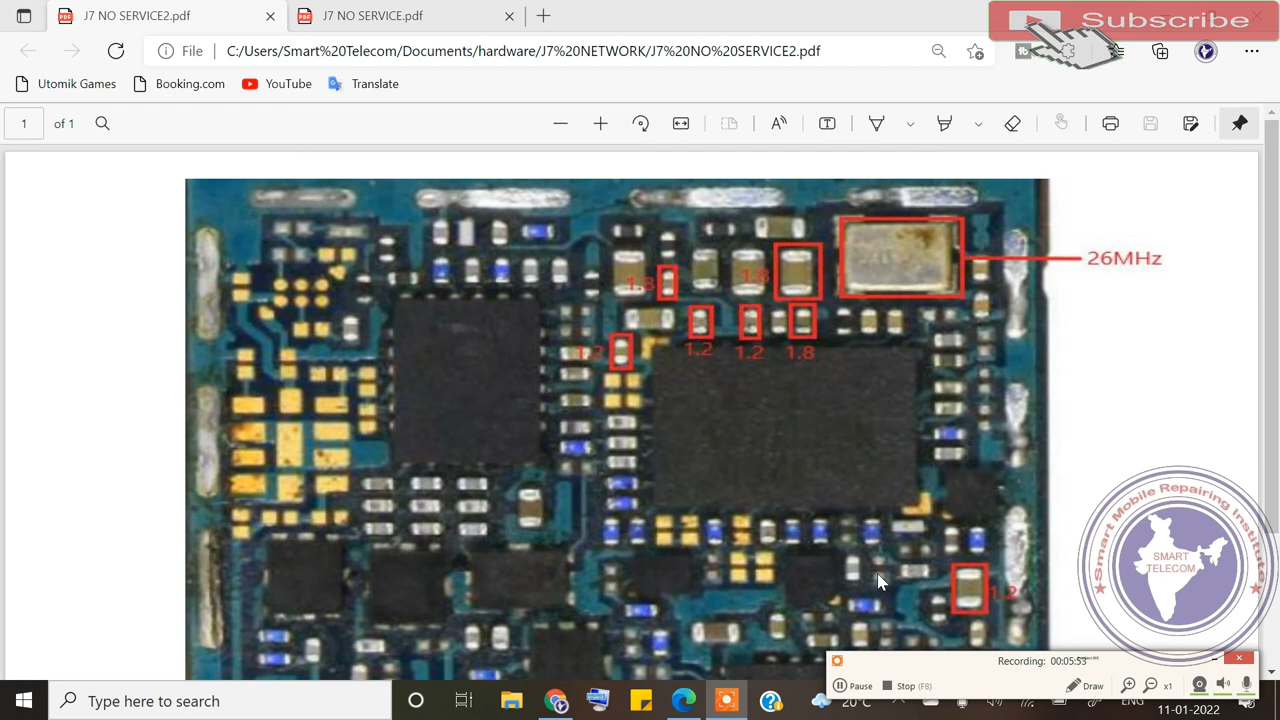 J7 NO SERVICE2.pdf
J7 NO SERVICE.pdf
Subscribe
File
C:/Users/Smart%20Telecom/Documents/hardware/J7%20NETWORK/J7%20NO%20SERVICE2.pdf
tb
Utomik Games
Booking.com
YouTube
Translate
1
of 1
26MHz
1.8
1.8
1.2
1.2
1.2
1.8
1.2
Smart Mobile Repairing Institute
SMART
TELECOM
Recording: 00:05:53
Pause
Stop (F8)
Draw
x1
Type here to search
20°C
ENG
11-01-2022